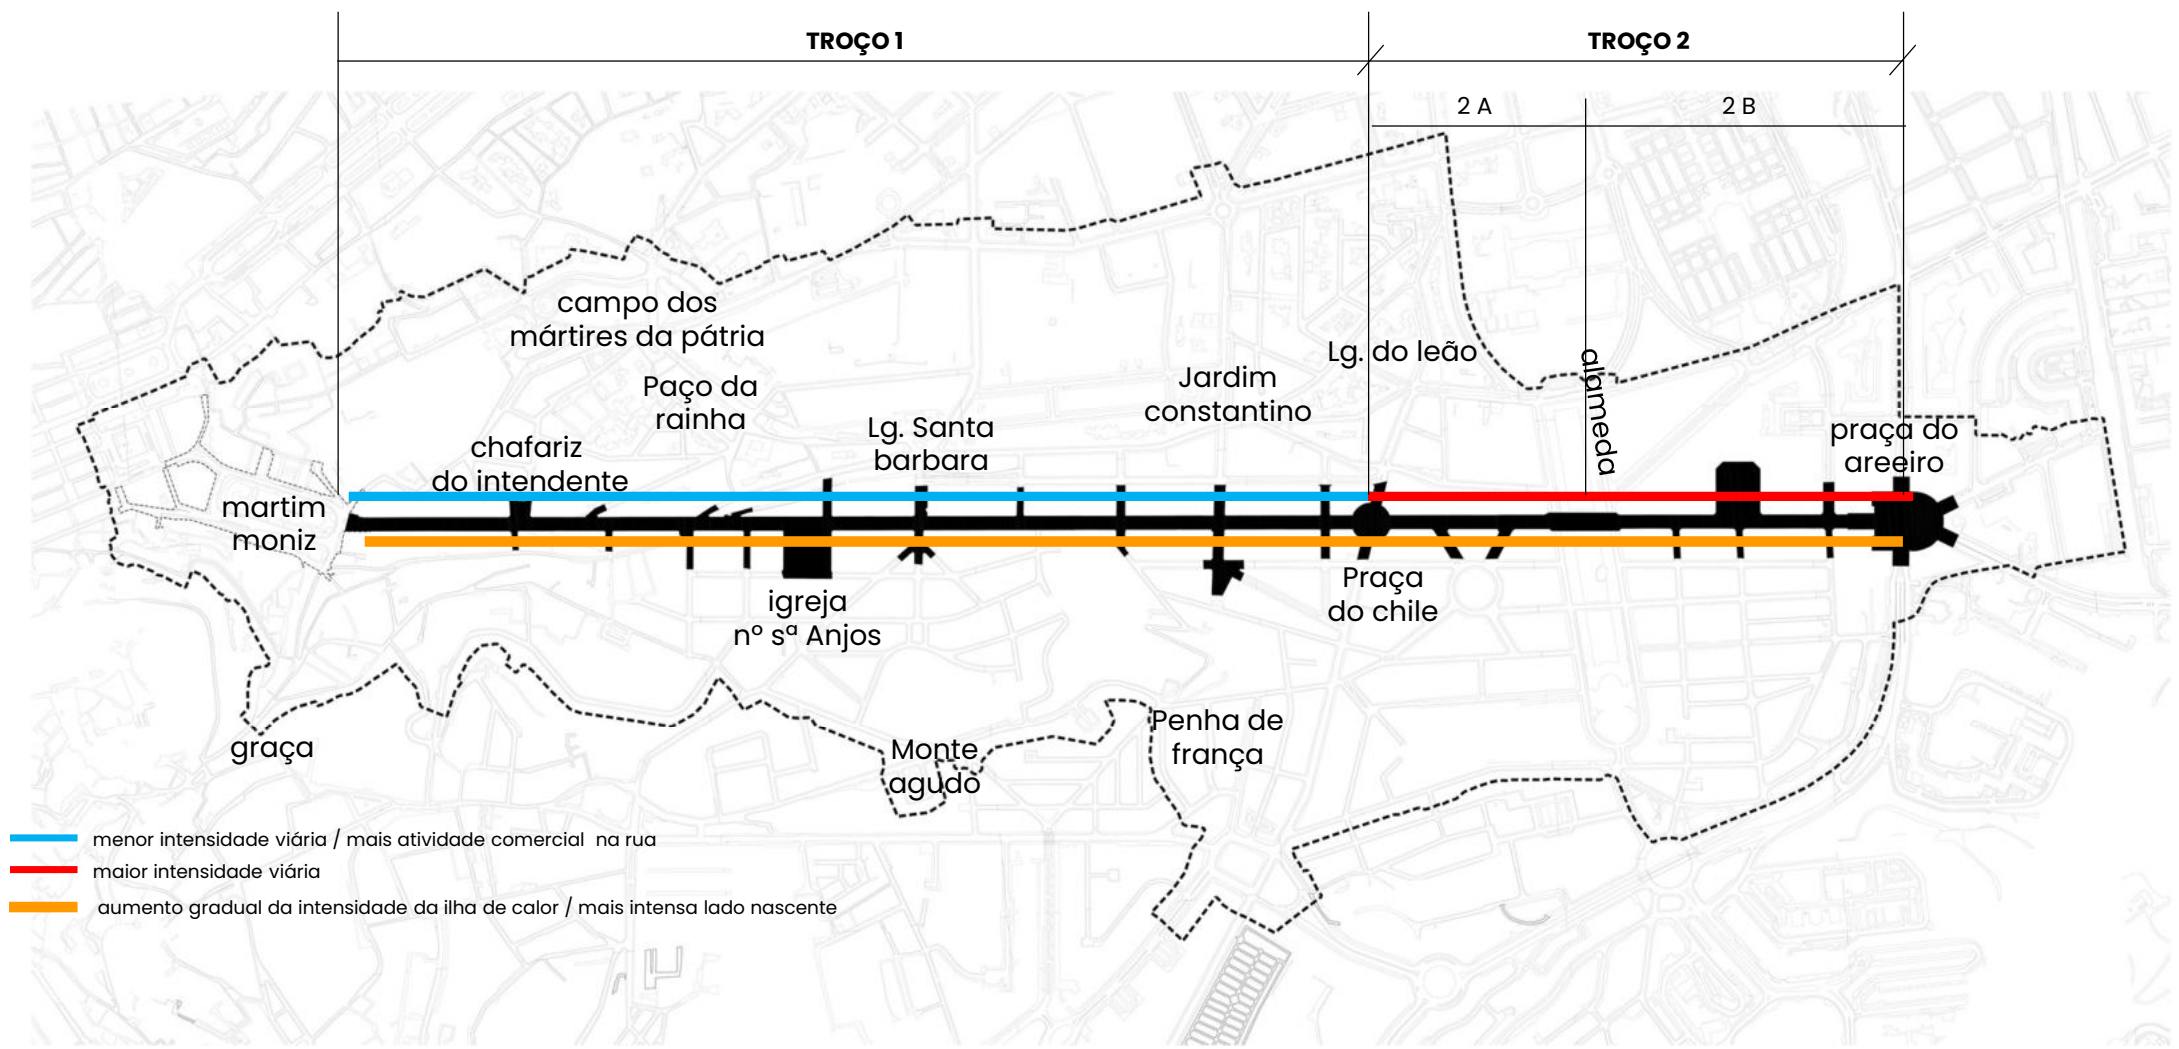 TROÇO 1
TROÇO 2
2 A
2 B
campo dos
mártires da pátria
Paço da
rainha
Lg. do leão
alameda
Jardim
constantino
Lg. Santa
barbara
chafariz
do intendente
praça do
areeiro
martim
moniz
Praça
do chile
igreja
nº sª Anjos
graça
Monte
agudo
Penha de
frança
menor intensidade viária / mais atividade comercial na rua
maior intensidade viária
aumento gradual da intensidade da ilha de calor / mais intensa lado nascente